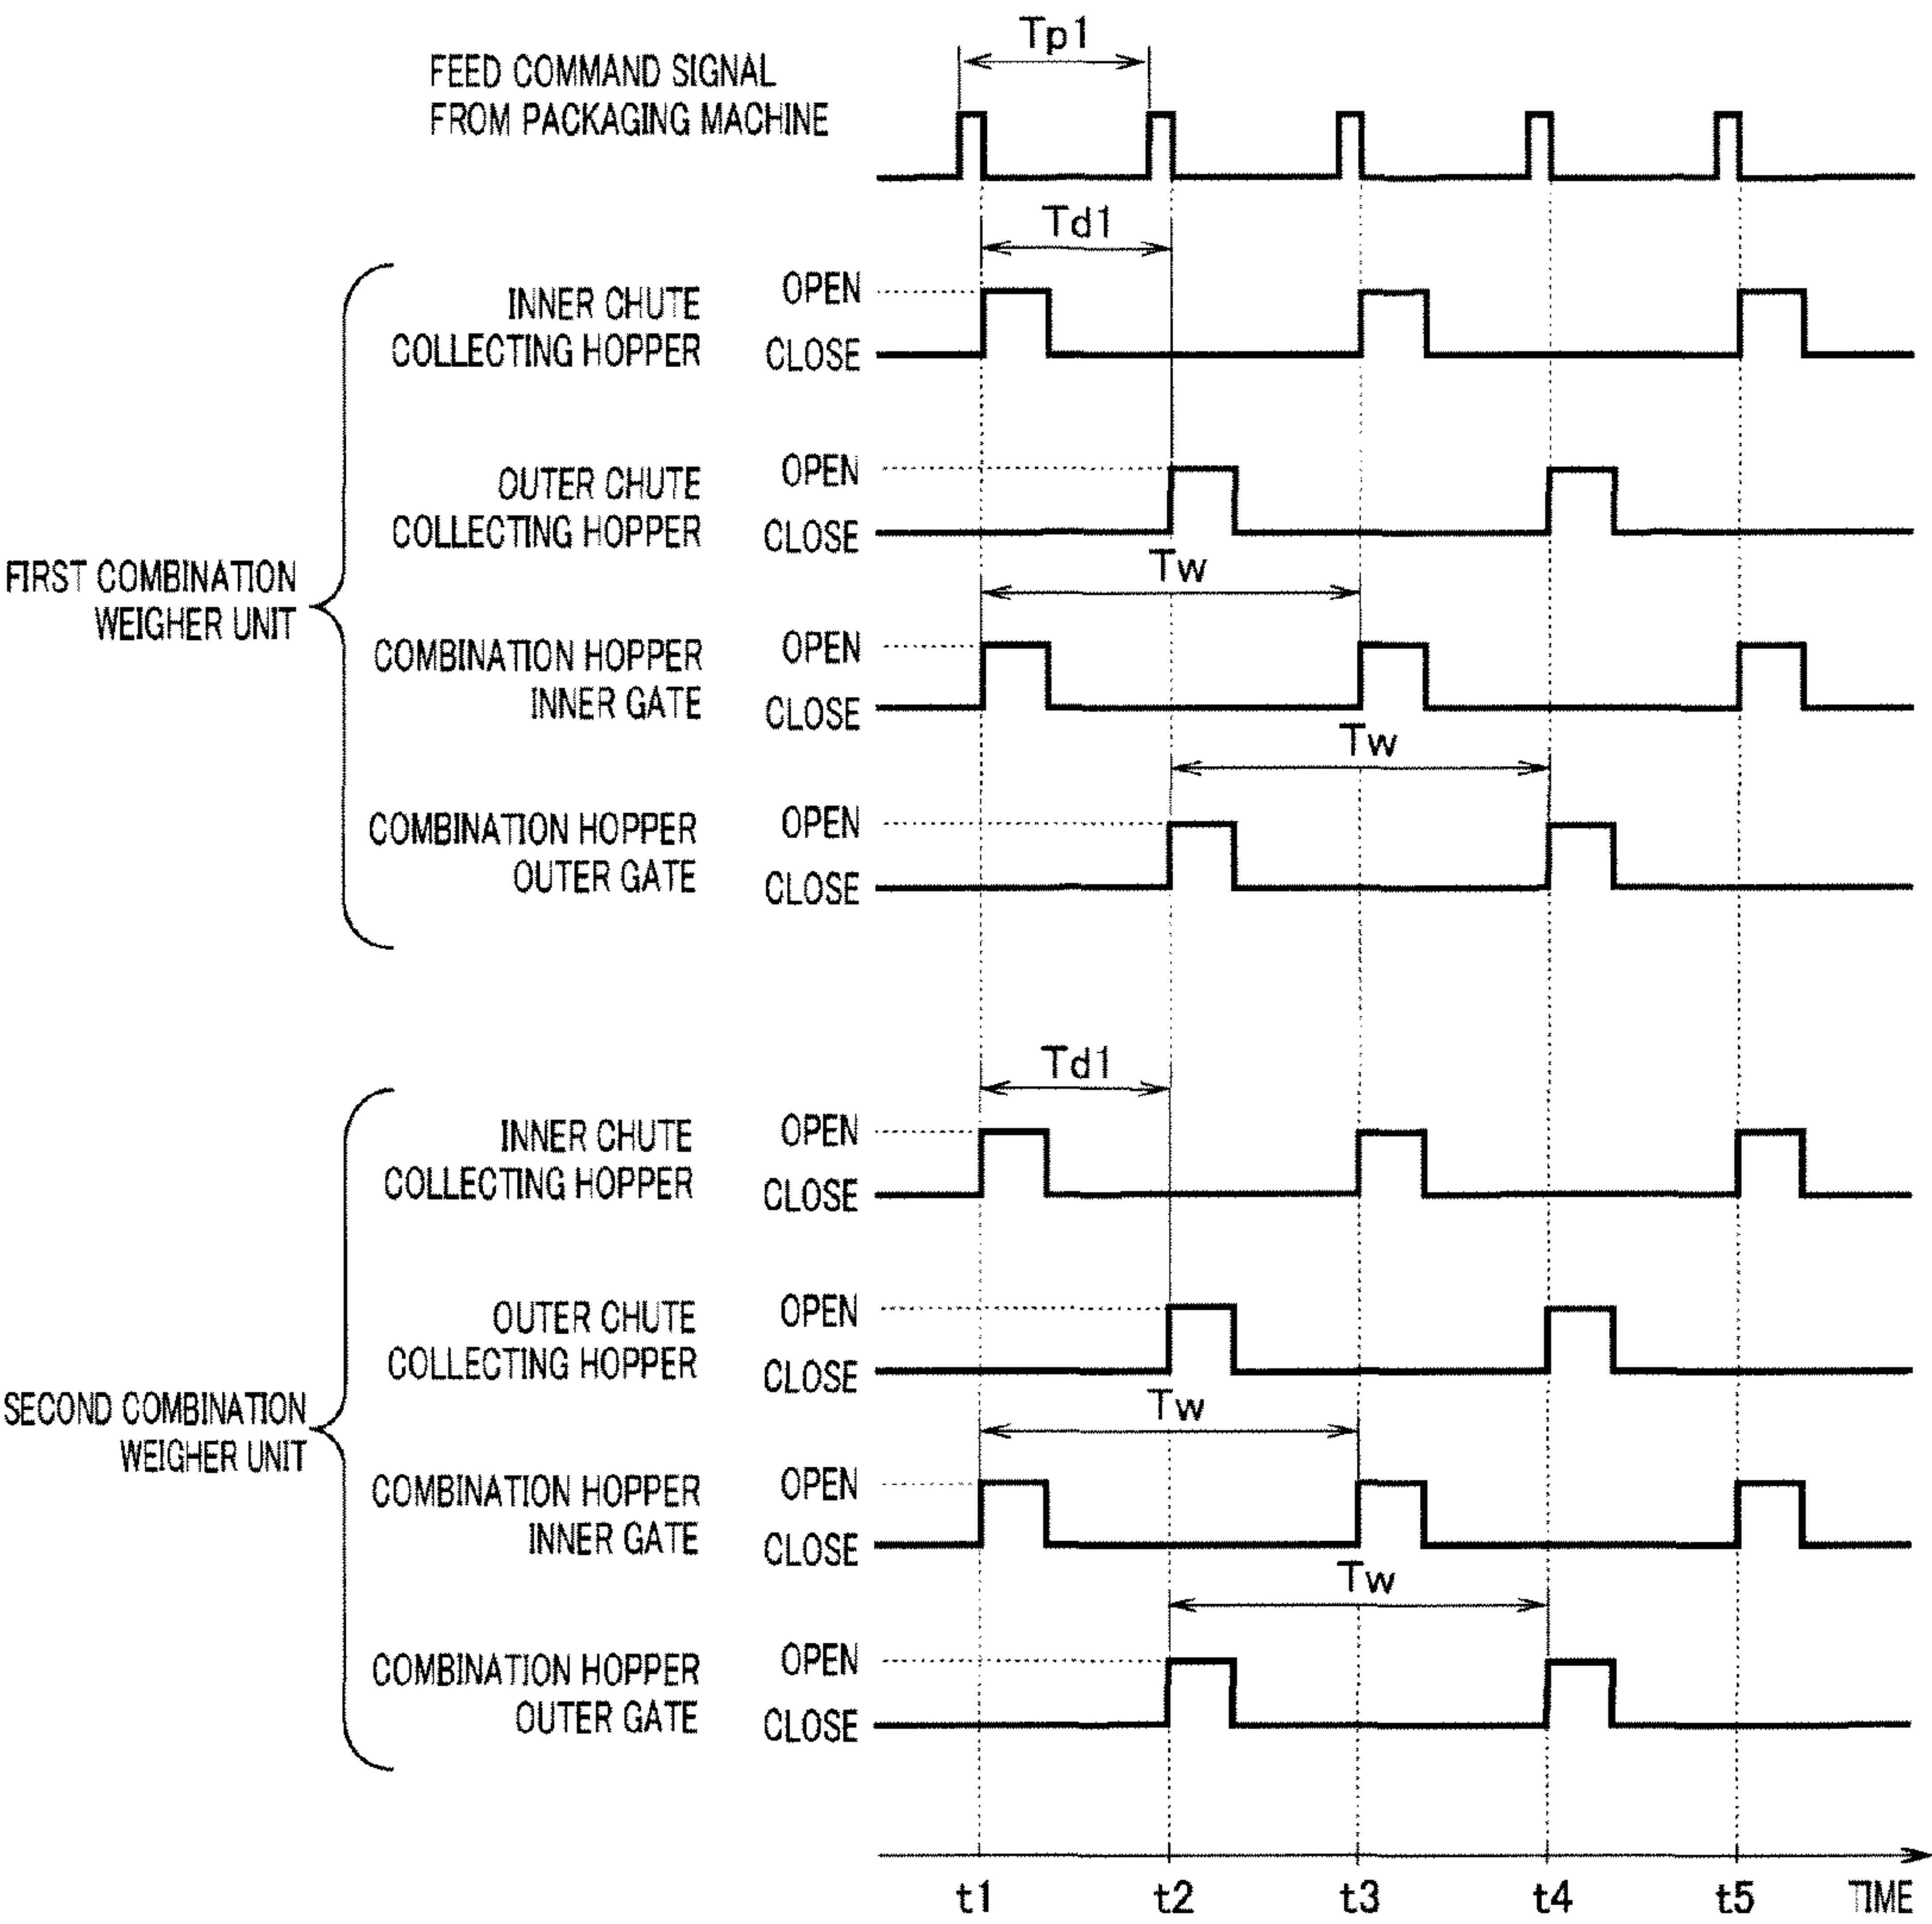 Tp1
FEED COMMAND SIGNAL
FROM PACKAGING MACHINE
Td1
FIRST COMBINATION
WEIGHER UNIT
INNER CHUTE
COLLECTING HOPPER
OPEN
CLOSE
OUTER CHUTE
COLLECTING HOPPER
OPEN
CLOSE
Tw
COMBINATION HOPPER
INNER GATE
OPEN
CLOSE
Tw
COMBINATION HOPPER
OUTER GATE
OPEN
CLOSE
Td1
SECOND COMBINATION
WEIGHER UNIT
INNER CHUTE
COLLECTING HOPPER
OPEN
CLOSE
OUTER CHUTE
COLLECTING HOPPER
OPEN
CLOSE
Tw
COMBINATION HOPPER
INNER GATE
OPEN
CLOSE
Tw
COMBINATION HOPPER
OUTER GATE
OPEN
CLOSE
t1 t2 t3 t4 t5 TIME